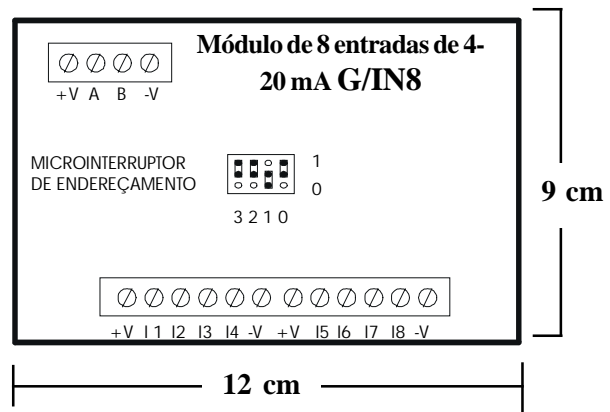 Módulo de 8 entradas de 4-
20 mA G/IN8
+V A B -V
MICROINTERRUPTOR
DE ENDEREÇAMENTO
1
0
3 2 1 0
9 cm
+V I1 I2 I3 I4 -V +V I5 I6 I7 I8 -V
12 cm